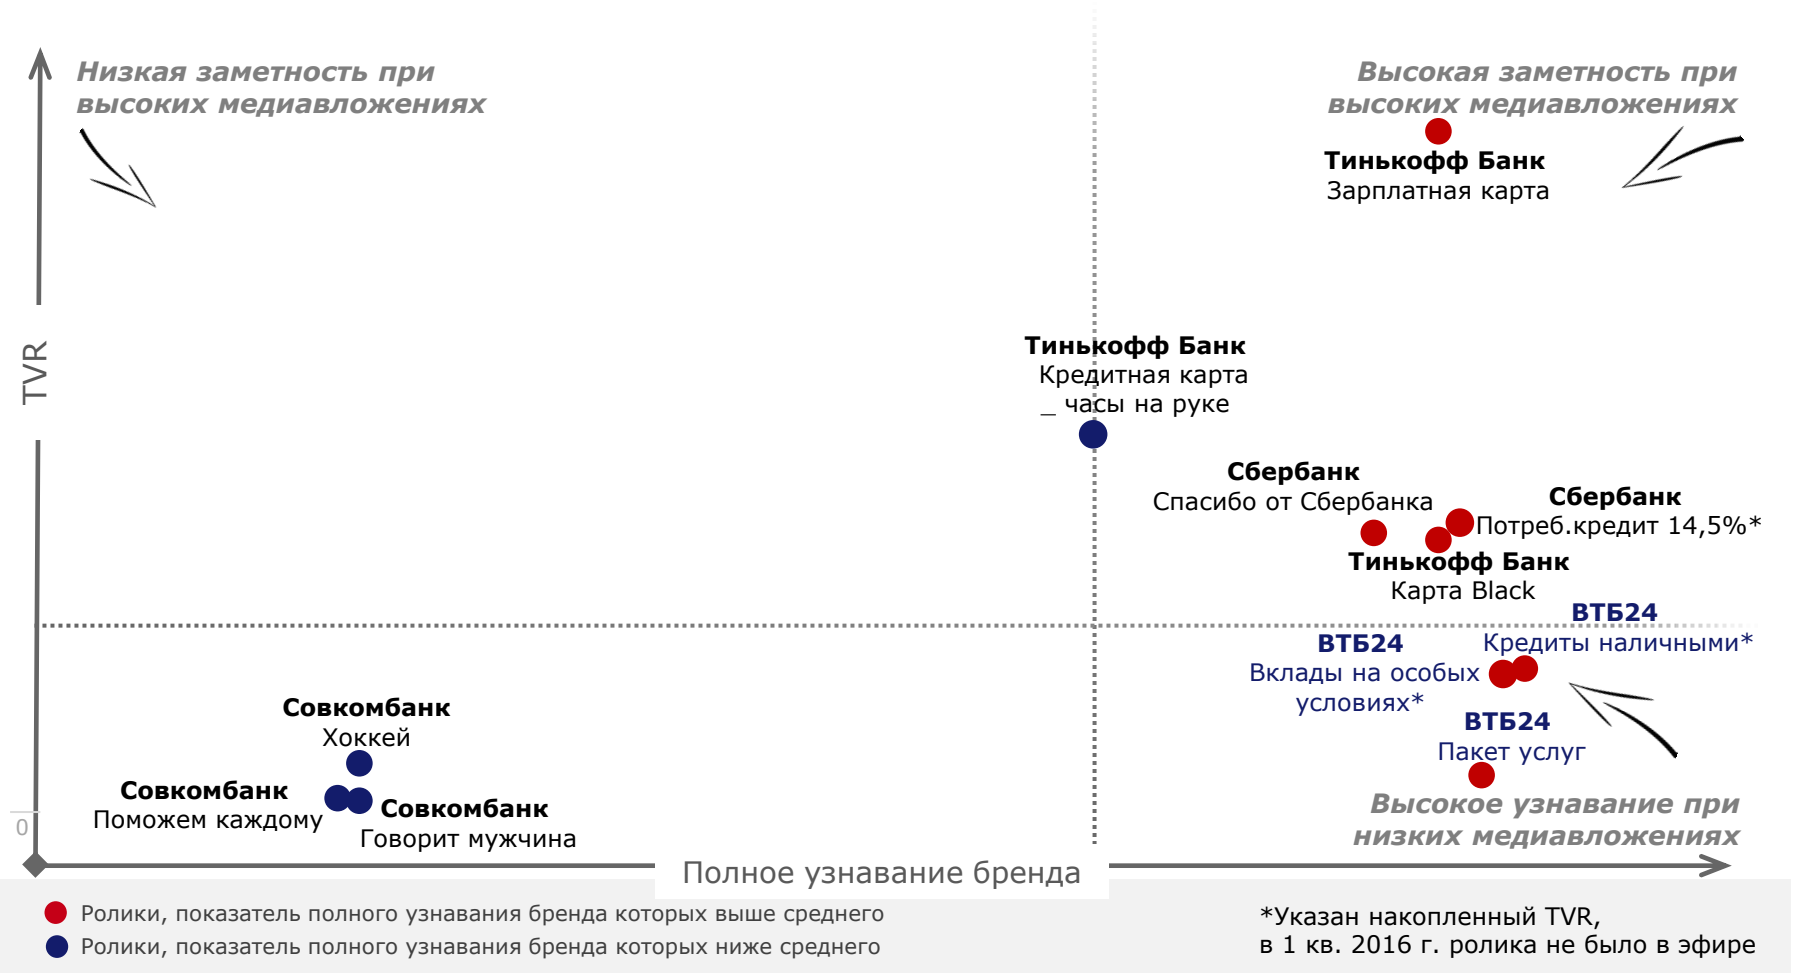 Низкая заметность при
высоких медиавложениях
Высокая заметность при
высоких медиавложениях
Тинькофф Банк
Зарплатная карта
TVR
Тинькофф Банк
Кредитная карта
_ часы на руке
Сбербанк
Спасибо от Сбербанка
Сбербанк
Потреб.кредит 14,5%*
Тинькофф Банк
Карта Black
ВТБ24
Кредиты наличными*
ВТБ24
Вклады на особых
условиях*
ВТБ24
Пакет услуг
Совкомбанк
Хоккей
Совкомбанк
Поможем каждому
Совкомбанк
Говорит мужчина
0
Высокое узнавание при
низких медиавложениях
Полное узнавание бренда
Ролики, показатель полного узнавания бренда которых выше среднего
Ролики, показатель полного узнавания бренда которых ниже среднего
*Указан накопленный TVR,
в 1 кв. 2016 г. ролика не было в эфире